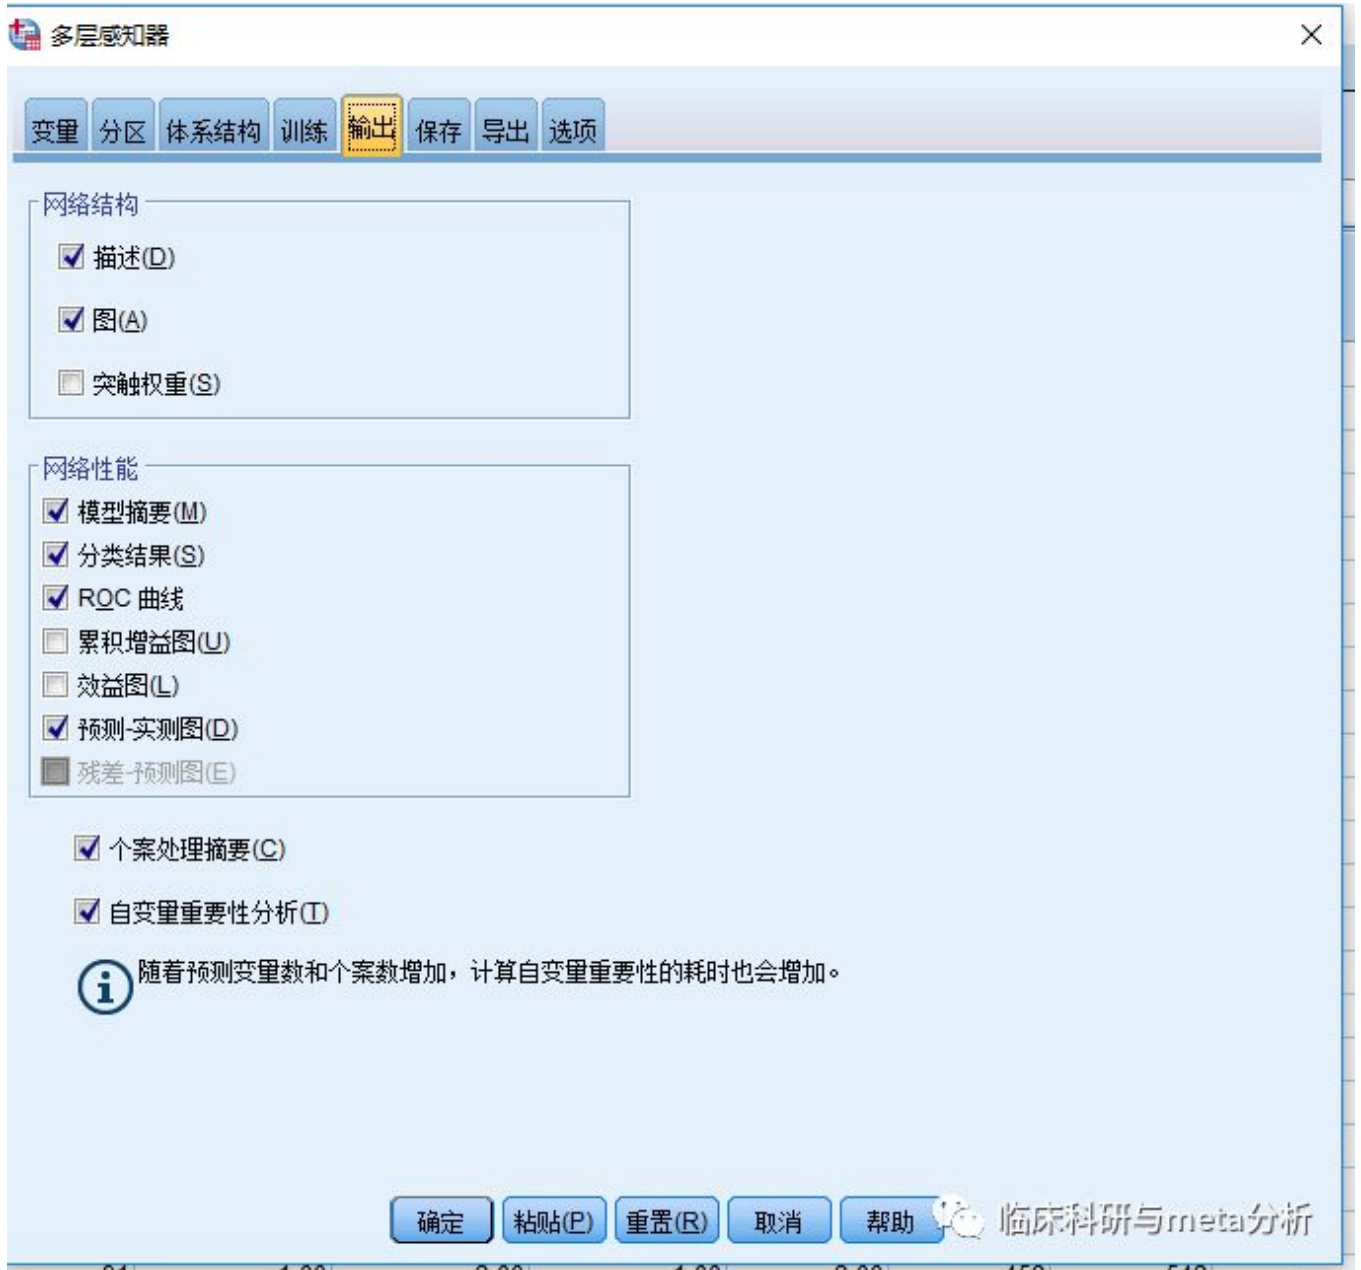 多层感知器
变量 分区 体系结构 训练 输出 保存 导出 选项
网络结构
描述(D)
图(A)
突触权重(S)
网络性能
模型摘要(M)
分类结果(S)
ROC 曲线
累积增益图(U)
效益图(L)
预测-实测图(D)
残差-预测图(E)
个案处理摘要(C)
自变量重要性分析(T)
随着预测变量数和个案数增加，计算自变量重要性的耗时也会增加。
确定 粘贴(P) 重置(R) 取消 帮助
临床科研与meta分析